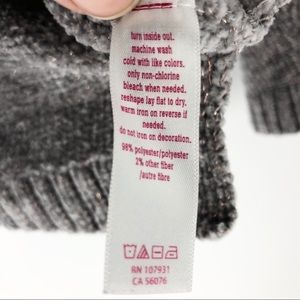 turn inside out.
machine wash
cold with like colors.
only non-chlorine
bleach when needed.
reshape lay flat to dry.
warm iron on reverse if
needed.
do not iron on decoration.
98% polyester/polyester
2% other fiber
/autre fibre
RN 107931
CA 56076